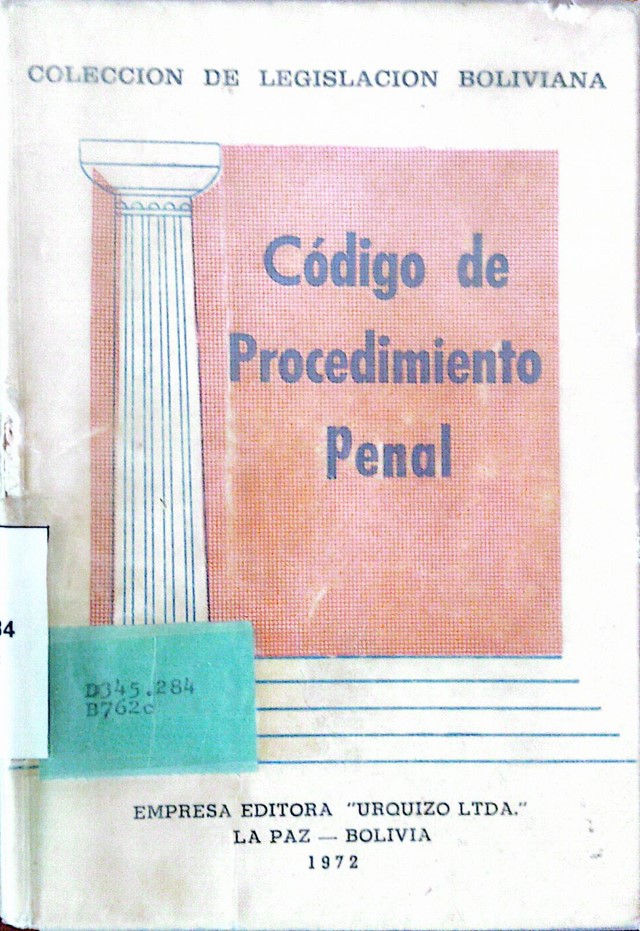 COLECCION DE LEGISLACION BOLIVIANA
Código de
Procedimiento
Penal
84
D345.284
B762c
EMPRESA EDITORA "URQUIZO LTDA."
LA PAZ — BOLIVIA
1972